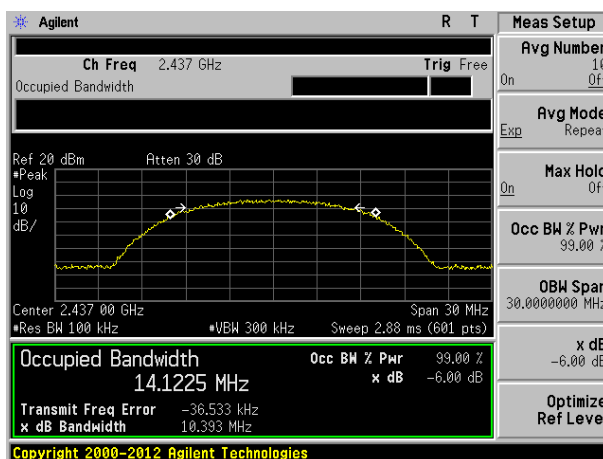 Agilent R T Meas Setup
Avg Number
10
On Of
Ch Freq 2.437 GHz Trig Free
Occupied Bandwidth
Avg Mode
Exp Repea
Ref 20 dBm Atten 30 dB
#Peak
Log
10
dB/
Max Hold
On Of
Occ BW % Pwr
99.00 %
OBW Span
30.0000000 MHz
Center 2.437 00 GHz Span 30 MHz
#Res BW 100 kHz #VBW 300 kHz Sweep 2.88 ms (601 pts)
x dB
-6.00 dB
Occupied Bandwidth Occ BW % Pwr 99.00 %
14.1225 MHz x dB -6.00 dB
Transmit Freq Error -36.533 kHz
x dB Bandwidth 10.393 MHz
Optimize
Ref Leve
Copyright 2000-2012 Agilent Technologies